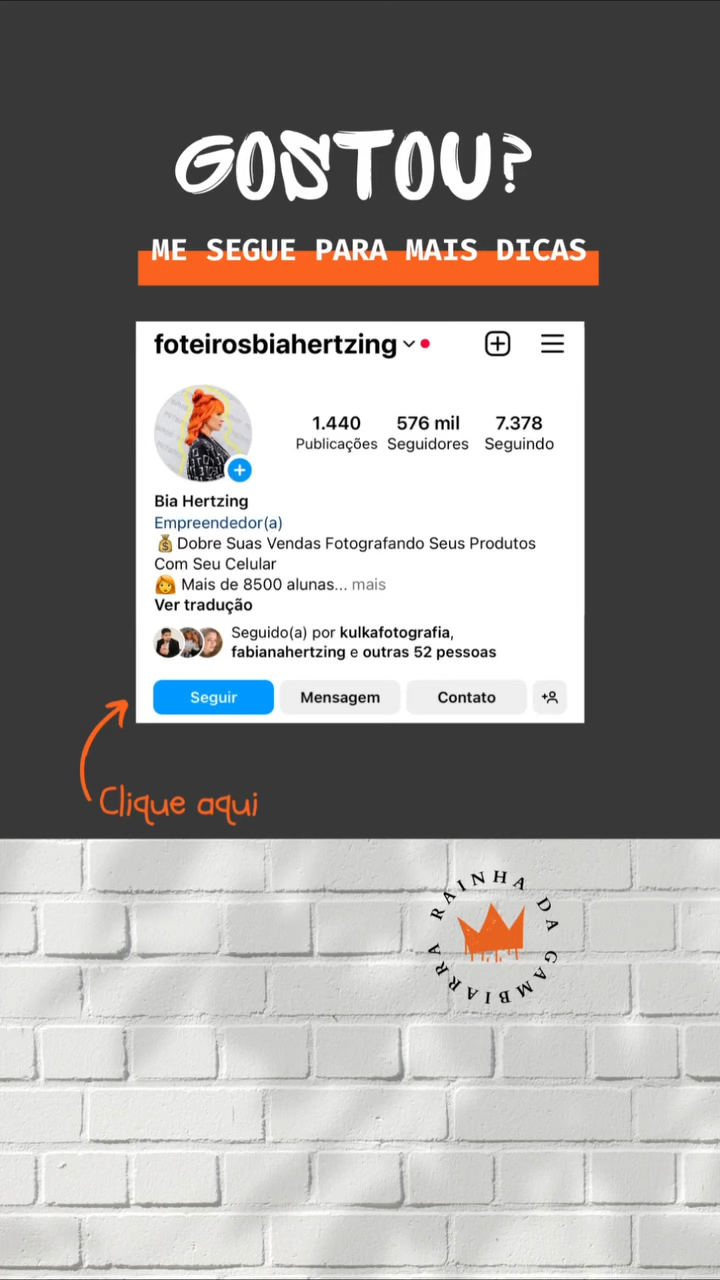 GOSTOU?
ME SEGUE PARA MAIS DICAS
foteirosbiahertzing
1.440 576 mil 7.378
Publicações Seguidores Seguindo
Bia Hertzing
Empreendedor(a)
💰Dobre Suas Vendas Fotografando Seus Produtos
Com Seu Celular
👩 Mais de 8500 alunas... mais
Ver tradução
Seguido(a) por kulkafotografia,
fabianahertzing e outras 52 pessoas
Seguir Mensagem Contato
Clique aqui
RAINHA DA GAMBIARRA